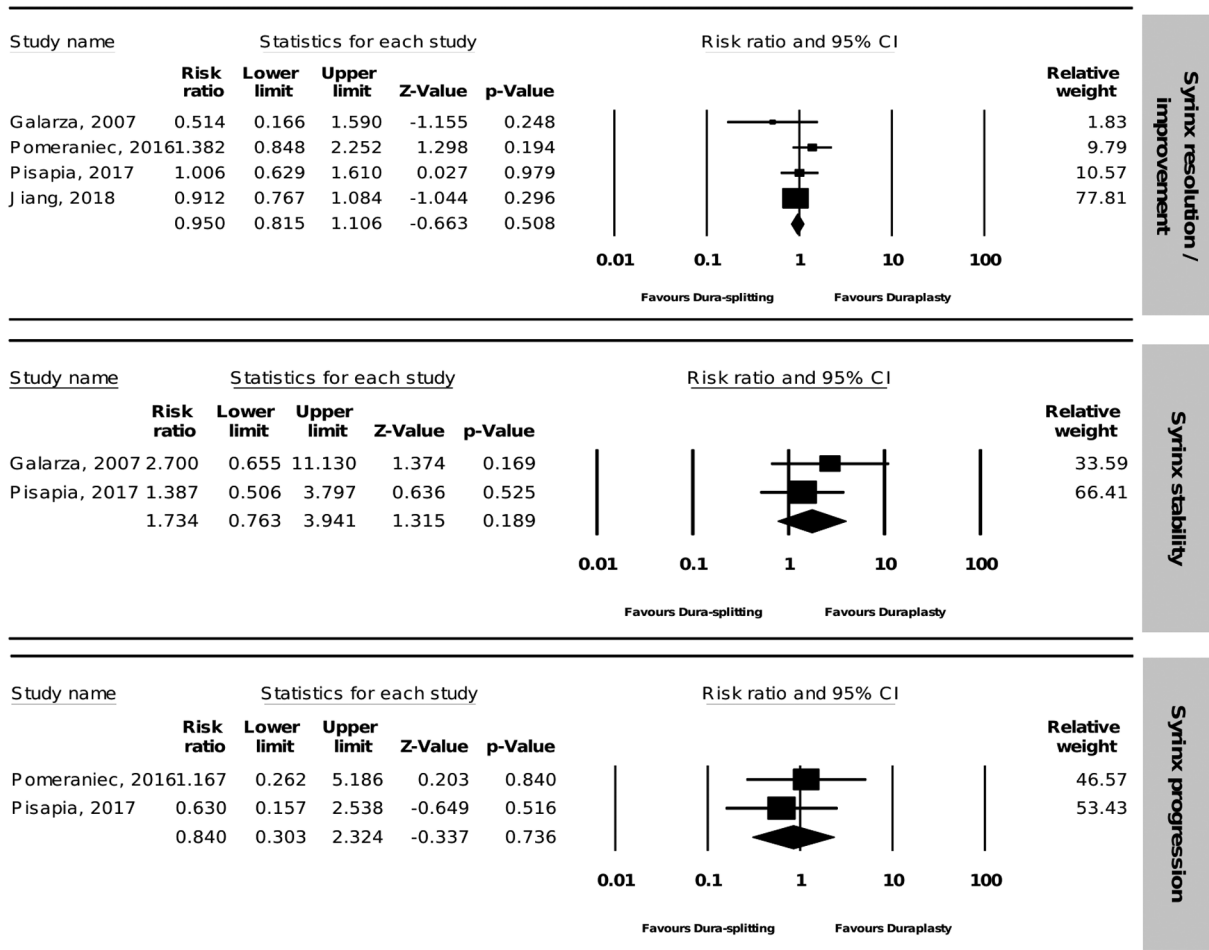 Study name Statistics for each study Risk ratio and 95% CI
Risk Lower Upper Relative
ratio limit limit Z-Value p-Value weight
Galarza, 2007 0.514 0.166 1.590 -1.155 0.248 1.83
Pomeraniec, 2016 1.382 0.848 2.252 1.298 0.194 9.79
Pisapia, 2017 1.006 0.629 1.610 0.027 0.979 10.57
Jiang, 2018 0.912 0.767 1.084 -1.044 0.296 77.81
0.950 0.815 1.106 -0.663 0.508
0.01 0.1 1 10 100
Favours Dura-splitting Favours Duraplasty
Syrinx resolution /
improvement
Study name Statistics for each study Risk ratio and 95% CI
Risk Lower Upper Relative
ratio limit limit Z-Value p-Value weight
Galarza, 2007 2.700 0.655 11.130 1.374 0.169 33.59
Pisapia, 2017 1.387 0.506 3.797 0.636 0.525 66.41
1.734 0.763 3.941 1.315 0.189
0.01 0.1 1 10 100
Favours Dura-splitting Favours Duraplasty
Syrinx stability
Study name Statistics for each study Risk ratio and 95% CI
Risk Lower Upper Relative
ratio limit limit Z-Value p-Value weight
Pomeraniec, 2016 1.167 0.262 5.186 0.203 0.840 46.57
Pisapia, 2017 0.630 0.157 2.538 -0.649 0.516 53.43
0.840 0.303 2.324 -0.337 0.736
0.01 0.1 1 10 100
Favours Dura-splitting Favours Duraplasty
Syrinx progression